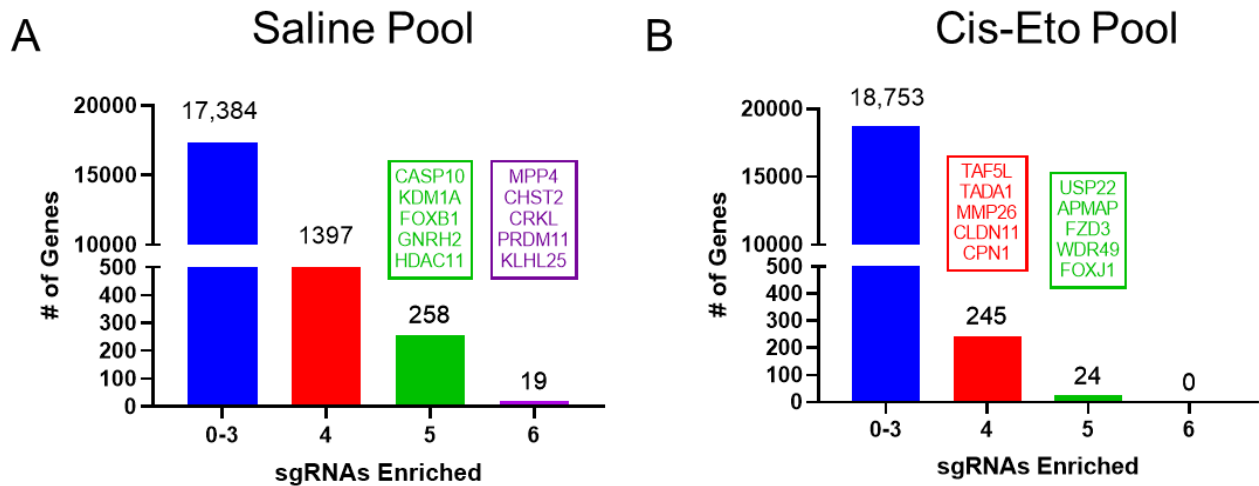 A
Saline Pool
# of Genes
20000
15000
10000
500
400
300
200
100
0
17,384
1397
258
19
CASP10
KDM1A
FOXB1
GNRH2
HDAC11
MPP4
CHST2
CRKL
PRDM11
KLHL25
0-3
4
5
6
sgRNAs Enriched
B
Cis-Eto Pool
# of Genes
20000
15000
10000
500
400
300
200
100
0
18,753
245
24
0
TAF5L
TADA1
MMP26
CLDN11
CPN1
USP22
APMAP
FZD3
WDR49
FOXJ1
0-3
4
5
6
sgRNAs Enriched